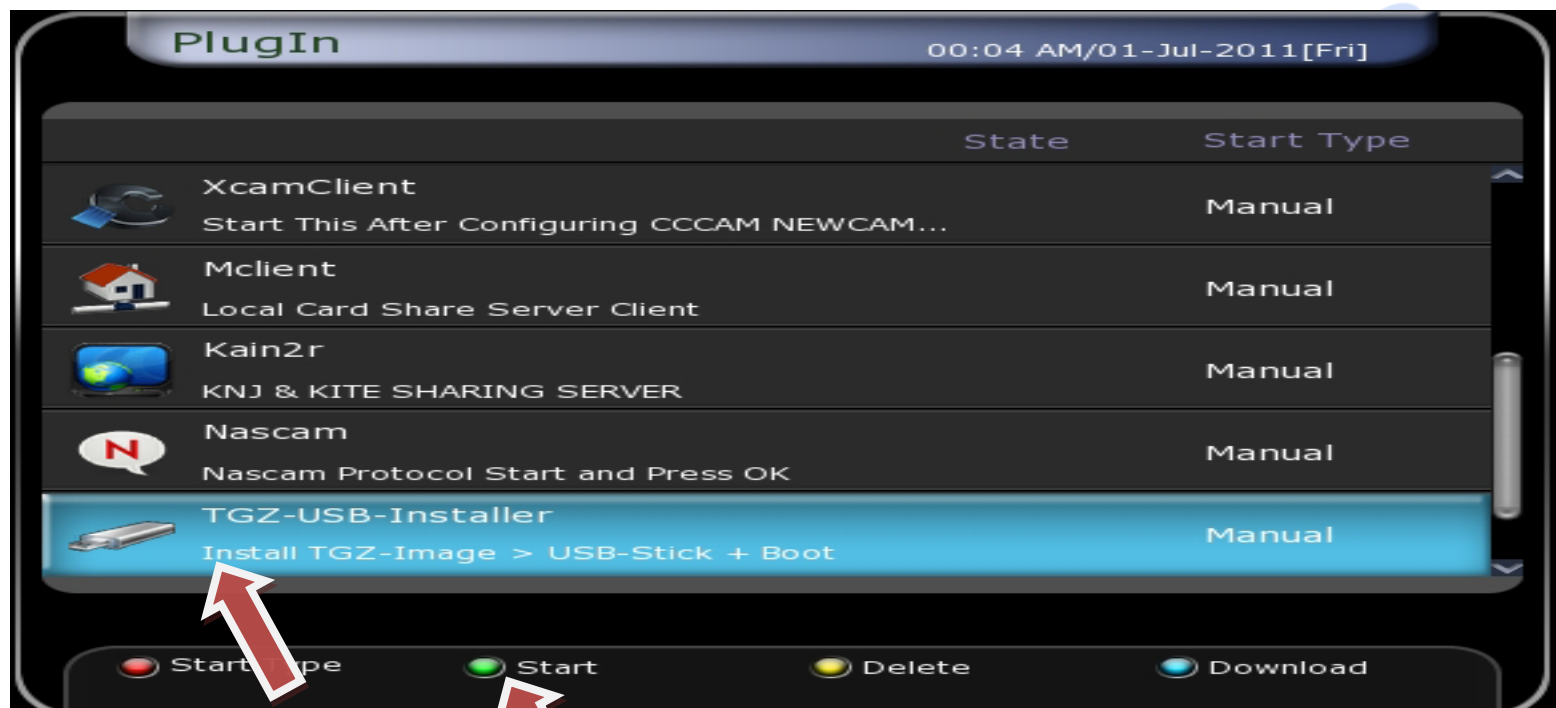 PlugIn
00:04 AM/01-Jul-2011[Fri]
State Start Type
XcamClient
Start This After Configuring CCCAM NEWCAM...
Manual
Mclient
Local Card Share Server Client
Manual
Kain2r
KNJ & KITE SHARING SERVER
Manual
N
Nascam
Nascam Protocol Start and Press OK
Manual
TGZ-USB-Installer
Install TGZ-Image > USB-Stick + Boot
Manual
Start Type Start Delete Download